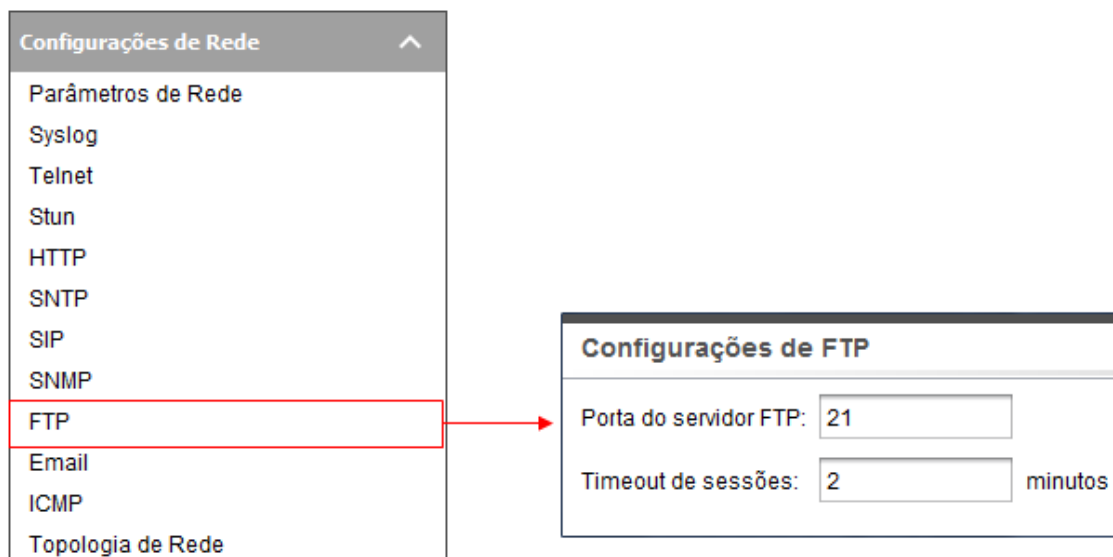 Configurações de Rede
Parâmetros de Rede
Syslog
Telnet
Stun
HTTP
SNTP
SIP
SNMP
FTP
Email
ICMP
Topologia de Rede
Configurações de FTP
Porta do servidor FTP: 21
Timeout de sessões: 2 minutos